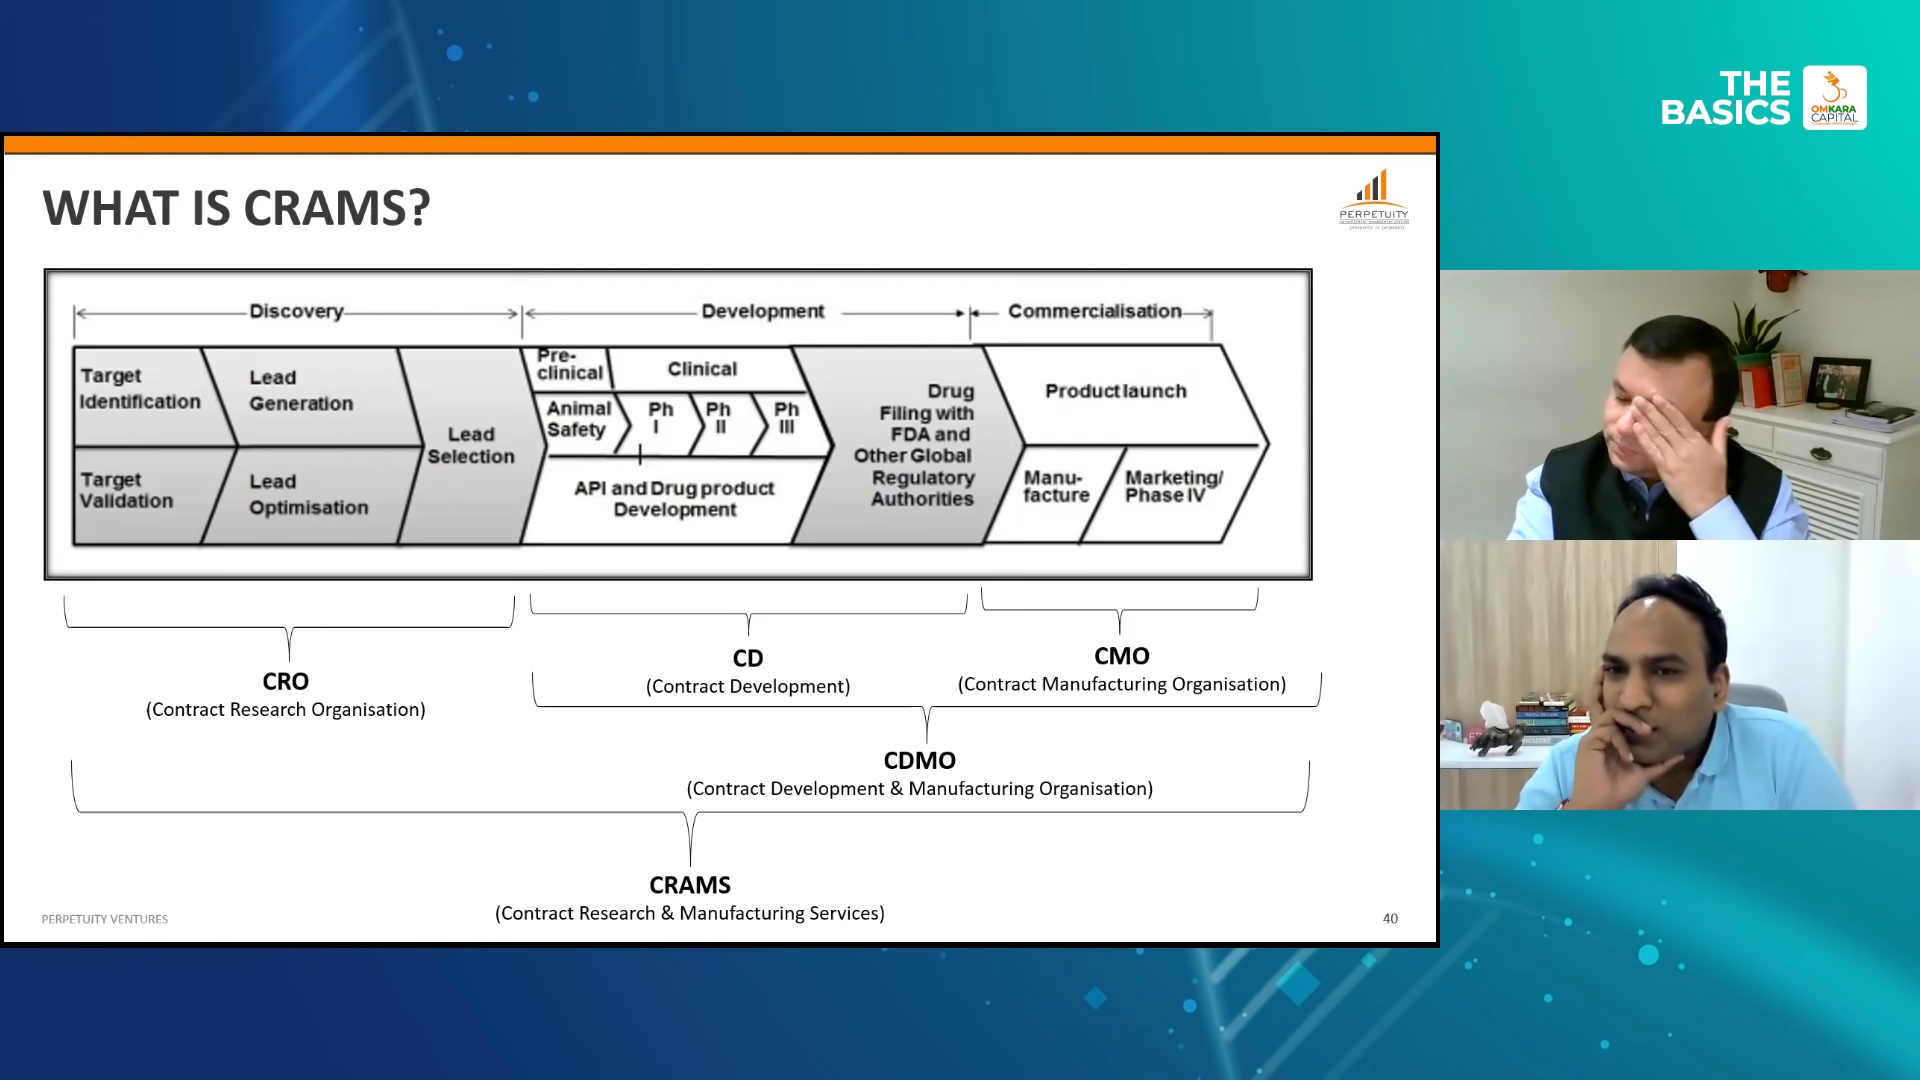 THE
BASICS
OMKARA
CAPITAL
WHAT IS CRAMS?
PERPETUITY
prosperity in perpetuity
Discovery
Development
Commercialisation
Target
Identification
Lead
Generation
Target
Validation
Lead
Optimisation
Lead
Selection
Pre-
clinical
Clinical
Animal
Safety
Ph
I
Ph
II
Ph
III
API and Drug product
Development
Drug
Filing with
FDA and
Other Global
Regulatory
Authorities
Product launch
Manu-
facture
Marketing/
Phase IV
CRO
(Contract Research Organisation)
CD
(Contract Development)
CMO
(Contract Manufacturing Organisation)
CDMO
(Contract Development & Manufacturing Organisation)
CRAMS
(Contract Research & Manufacturing Services)
PERPETUITY VENTURES
40